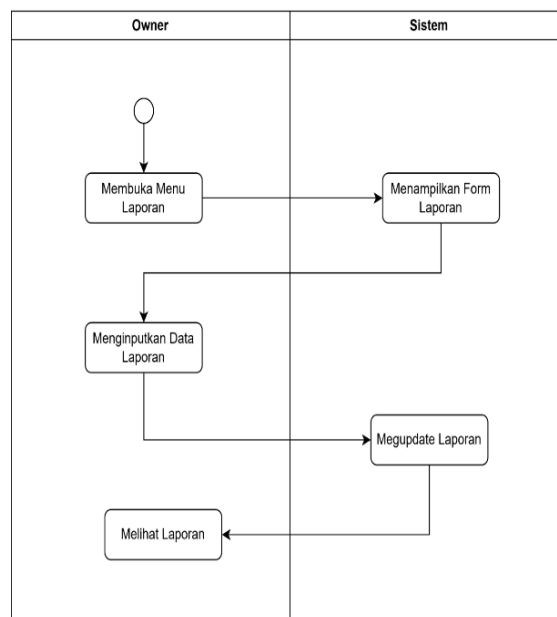 Owner
Sistem
Membuka Menu
Laporan
Menampilkan Form
Laporan
Menginputkan Data
Laporan
Megupdate Laporan
Melihat Laporan